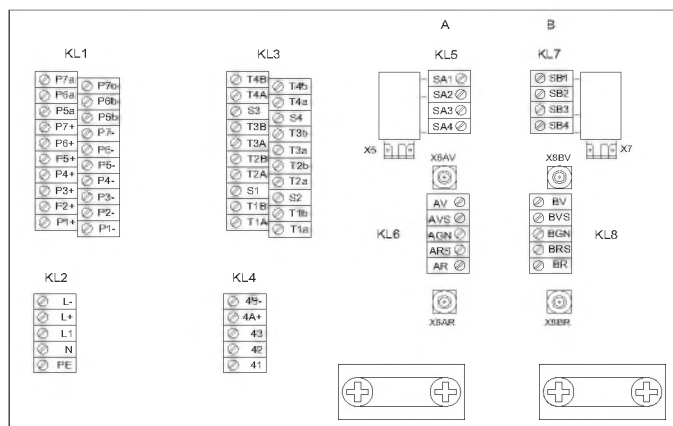 A B
KL1
P7a
P6a
P5a
P7+
P6+
P5+
P4+
P3+
P2+
P1+
P7b
P6b
P5b
P7-
P6-
P5-
P4-
P3-
P2-
P1-
KL3
T4B
T4A
S3
T3B
T3A
T2B
T2A
S1
T1B
T1A
T4b
T4a
S4
T3b
T3a
T2b
T2a
S2
T1b
T1a
KL5
SA1
SA2
SA3
SA4
X5
KL7
SB1
SB2
SB3
SB4
X7
X6AV
KL6
AV
AVS
AGN
ARS
AR
X6AR
X8BV
BV
BVS
BGN
BRS
BR
KL8
X8BR
KL2
L-
L+
L1
N
PE
KL4
4B-
4A+
43
42
41